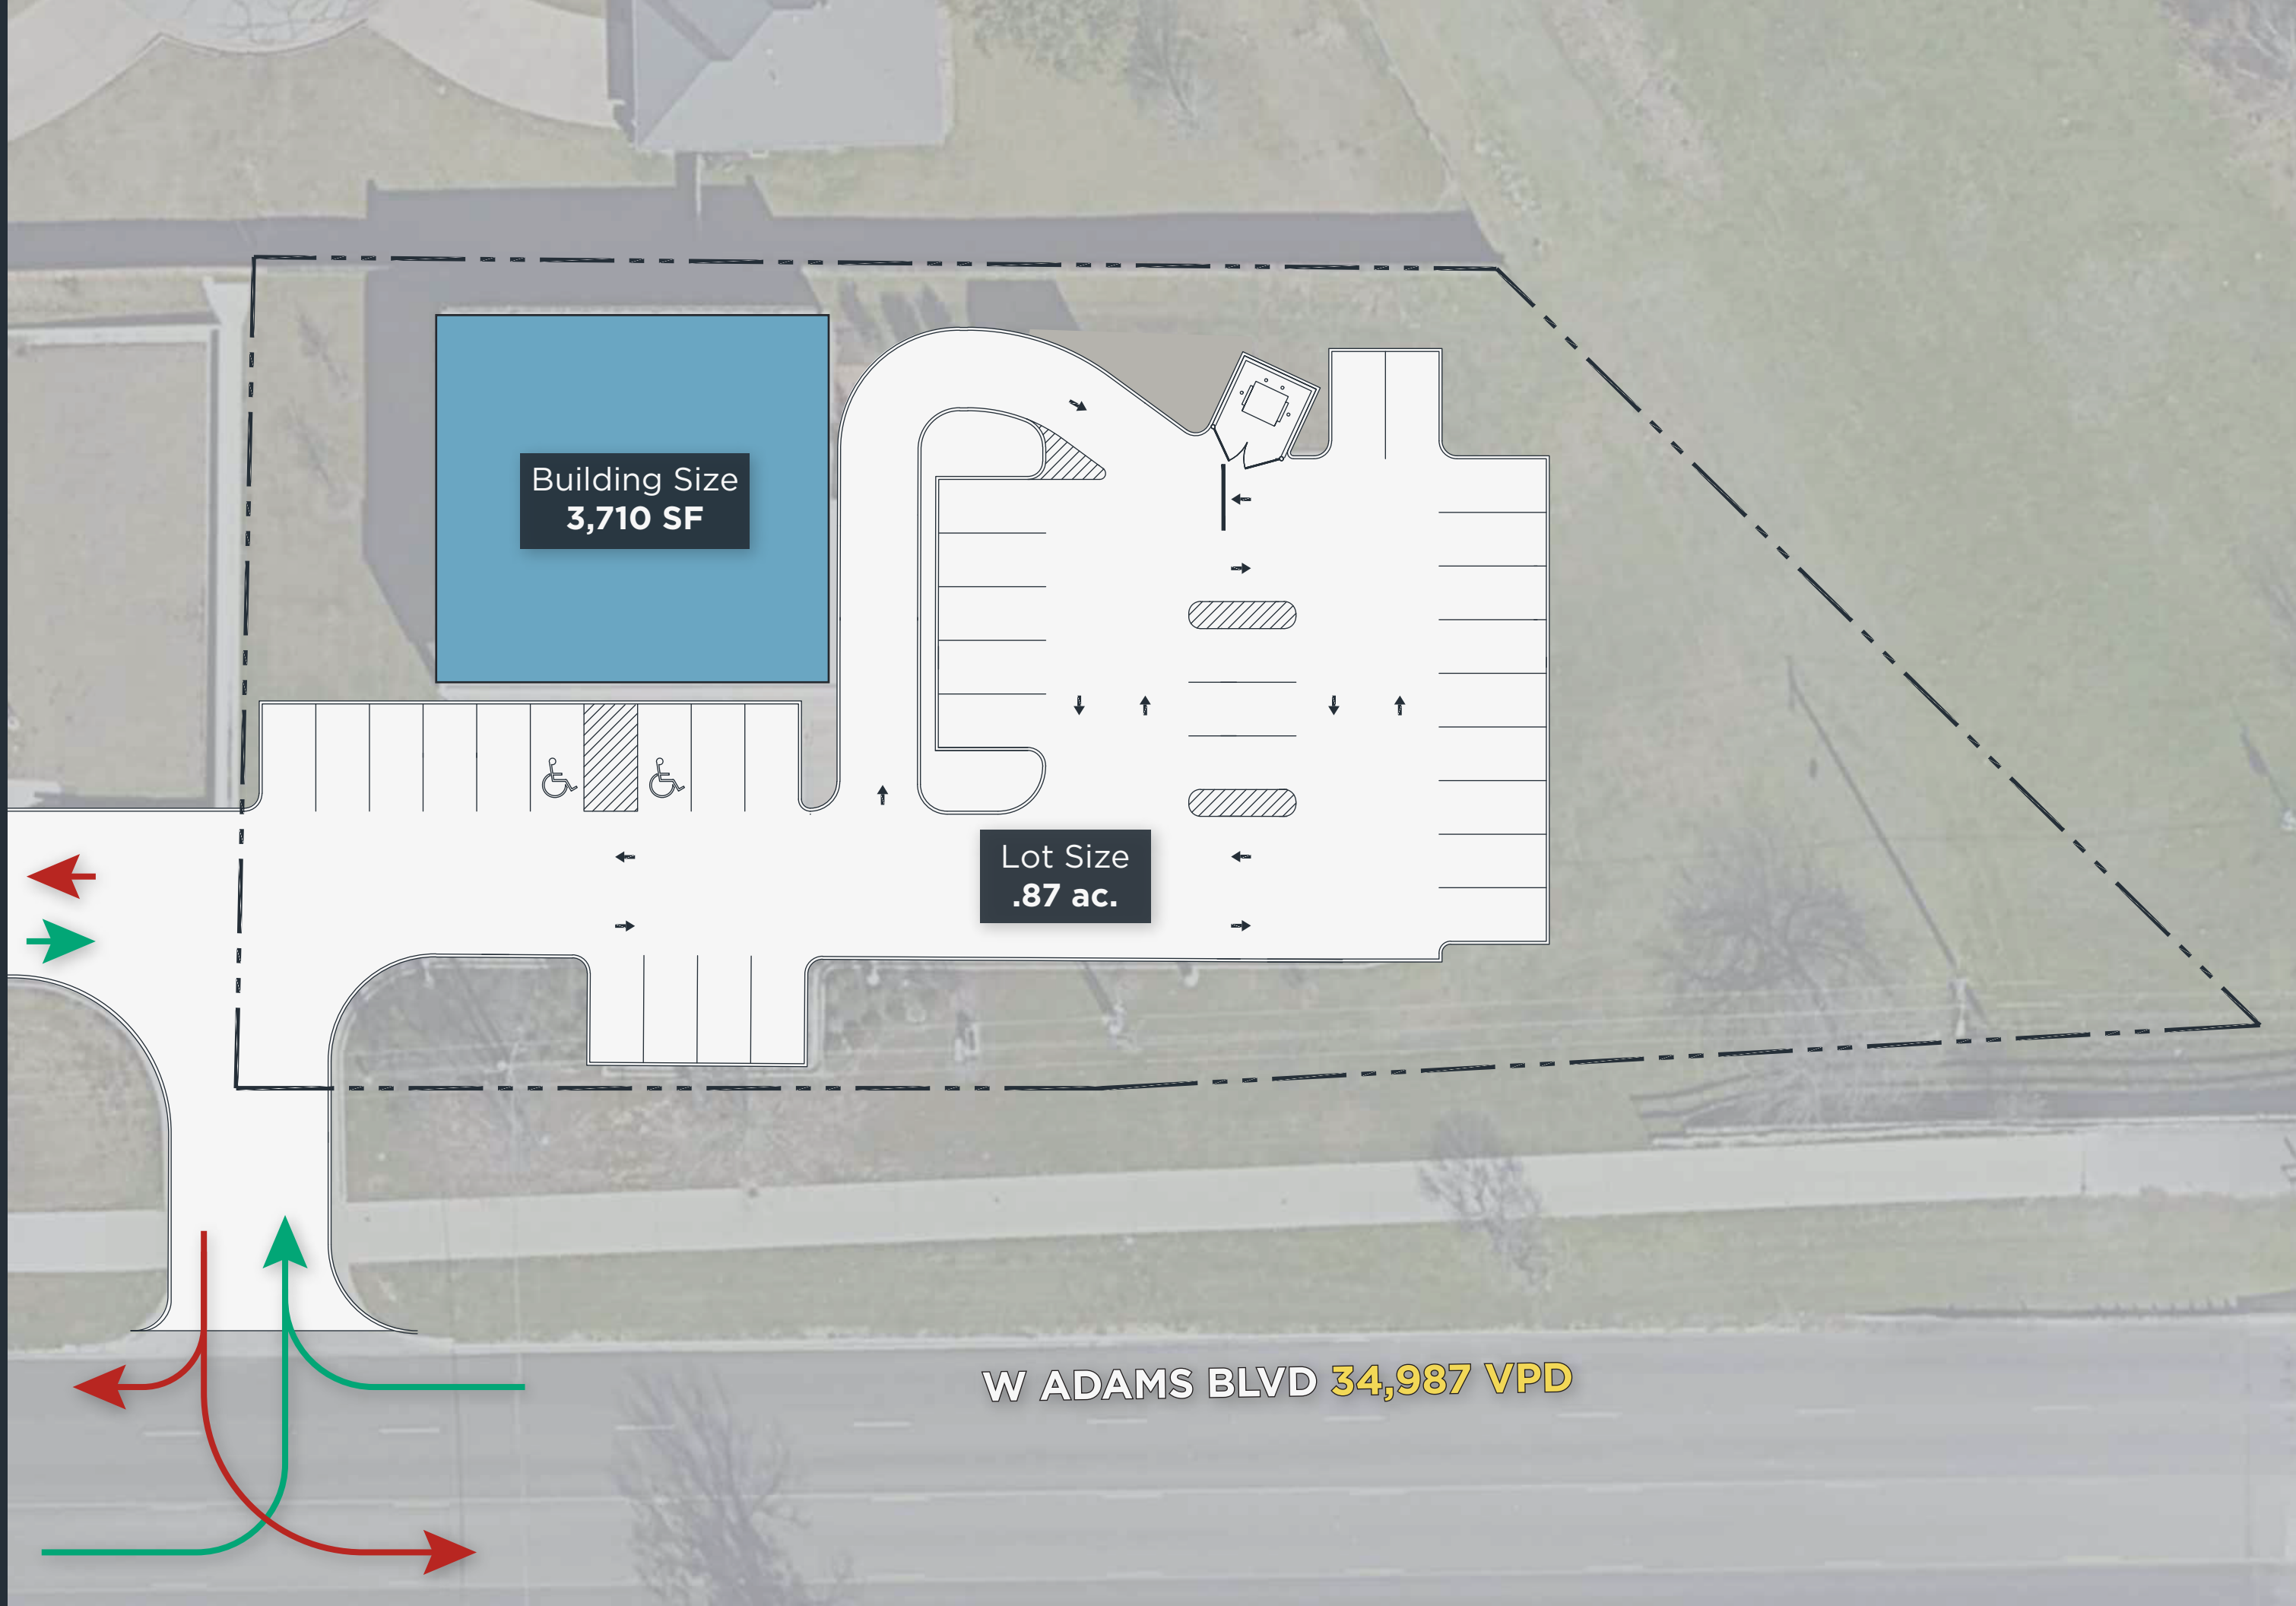 Building Size
3,710 SF
Lot Size
.87 ac.
W ADAMS BLVD 34,987 VPD